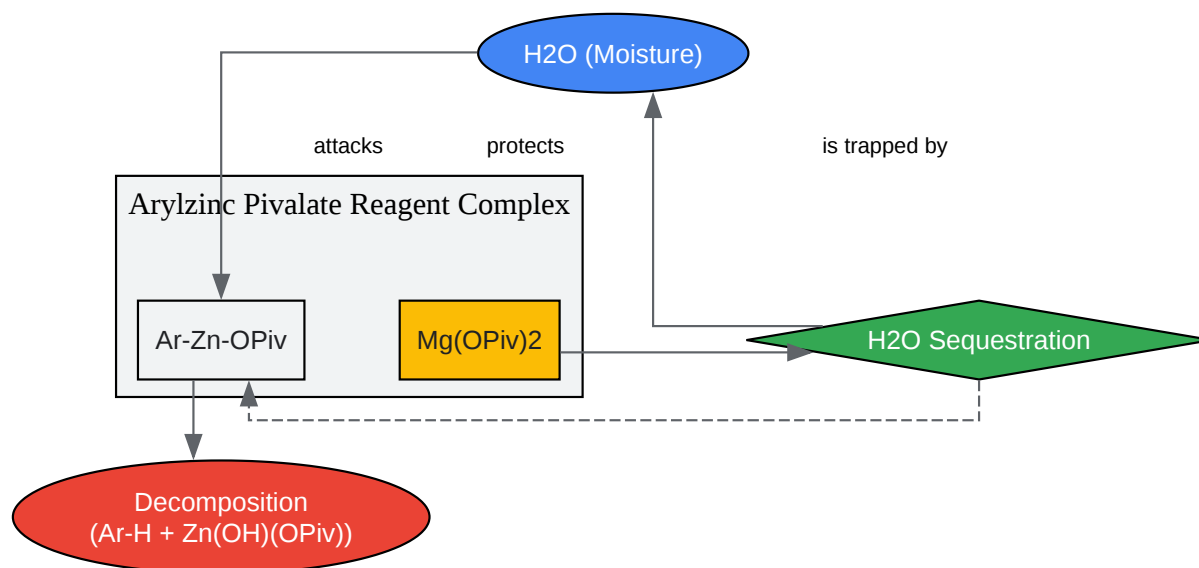 H2O (Moisture)
attacks
protects
is trapped by
Arylzinc Pivalate Reagent Complex
Ar-Zn-OPiv
Mg(OPiv)2
H2O Sequestration
Decomposition
(Ar-H + Zn(OH)(OPiv))